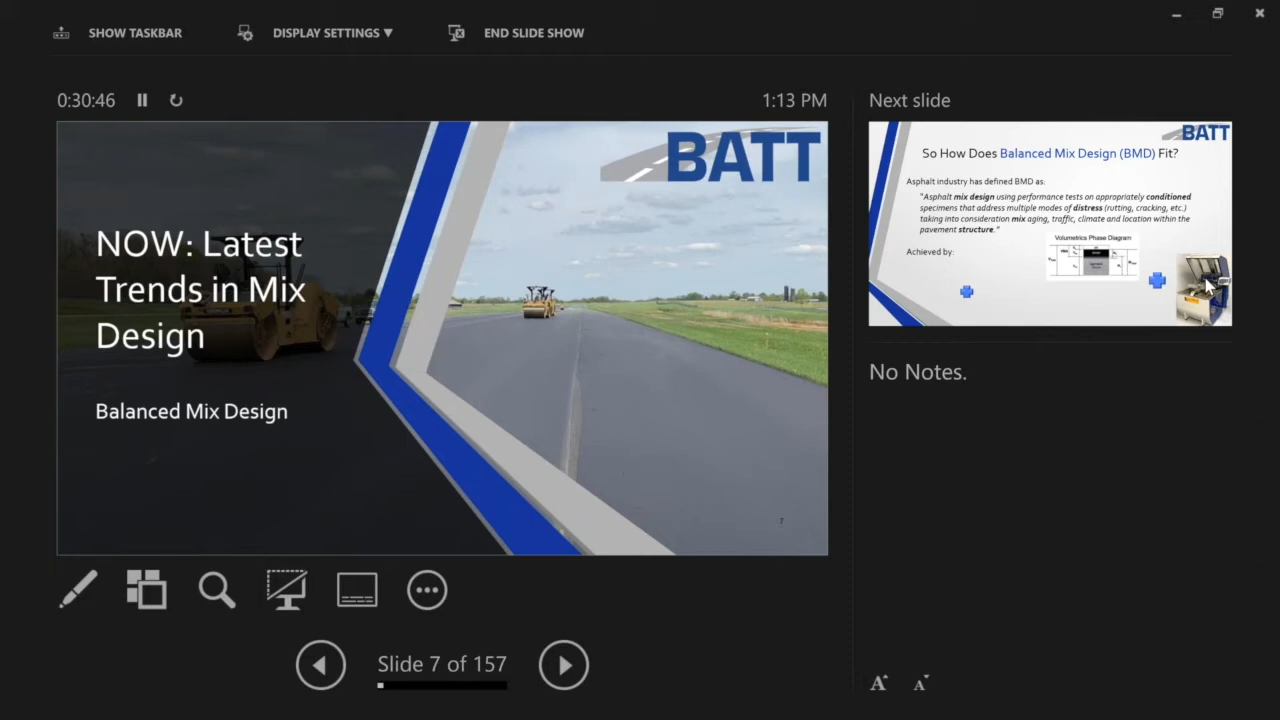 SHOW TASKBAR
DISPLAY SETTINGS ▼
END SLIDE SHOW
0:30:46
1:13 PM
BATT
NOW: Latest
Trends in Mix
Design
Balanced Mix Design
7
Slide 7 of 157
Next slide
BATT
So How Does Balanced Mix Design (BMD) Fit?
Asphalt industry has defined BMD as:
"Asphalt mix design using performance tests on appropriately conditioned
specimens that address multiple modes of distress (rutting, cracking, etc.)
taking into consideration mix aging, traffic, climate and location within the
pavement structure."
Volumetrics Phase Diagram
Achieved by:
No Notes.
A A